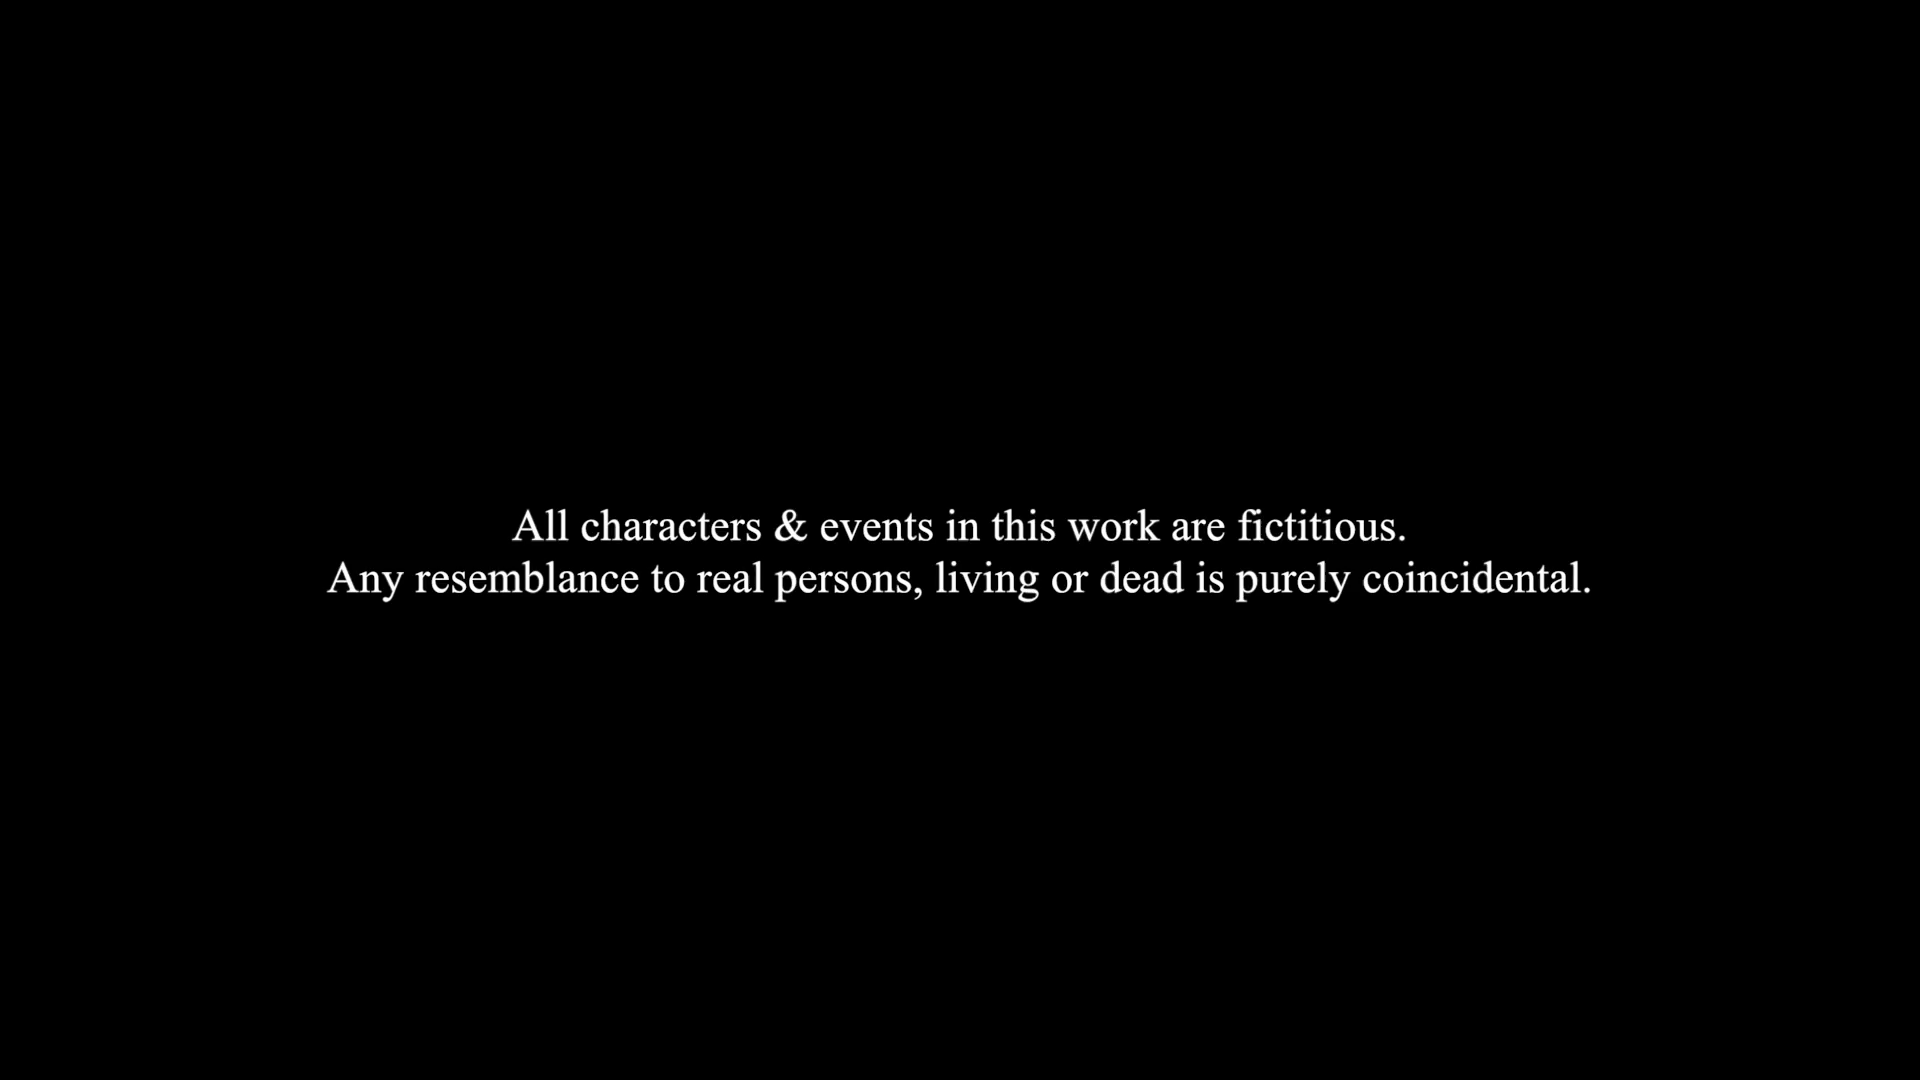 All characters & events in this work are fictitious.
Any resemblance to real persons, living or dead is purely coincidental.